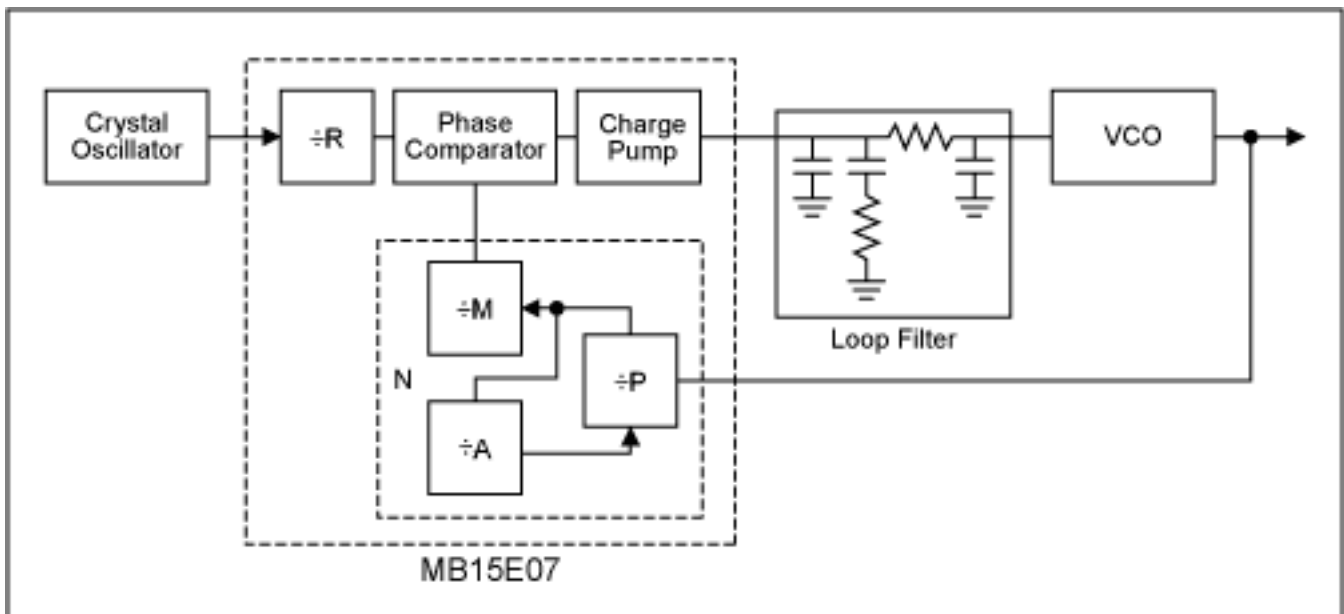 Crystal
Oscillator
÷R
Phase
Comparator
Charge
Pump
VCO
÷M
Loop Filter
N
÷P
÷A
MB15E07